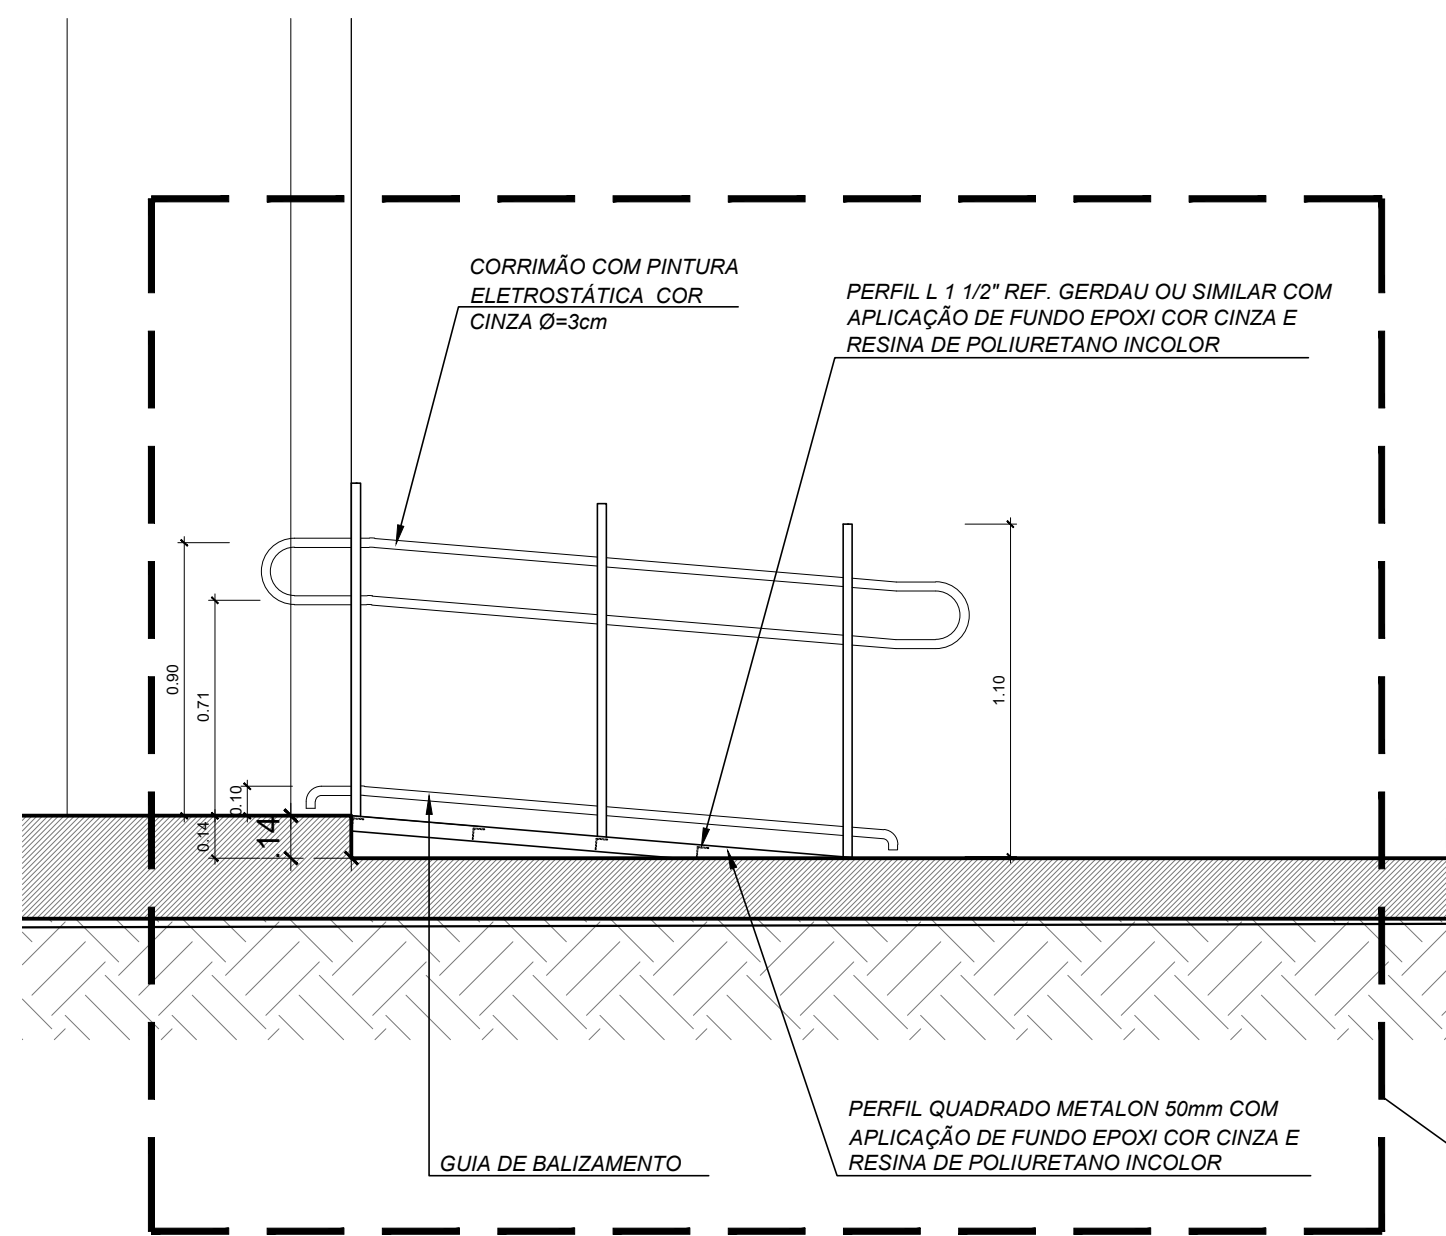 CORRIMÃO COM PINTURA
ELETROSTÁTICA COR
CINZA Ø=3cm
PERFIL L 1 1/2" REF. GERDAU OU SIMILAR COM
APLICAÇÃO DE FUNDO EPOXI COR CINZA E
RESINA DE POLIURETANO INCOLOR
0.90
0.71
1.10
0.10
0.14
.14
PERFIL QUADRADO METALON 50mm COM
APLICAÇÃO DE FUNDO EPOXI COR CINZA E
RESINA DE POLIURETANO INCOLOR
GUIA DE BALIZAMENTO